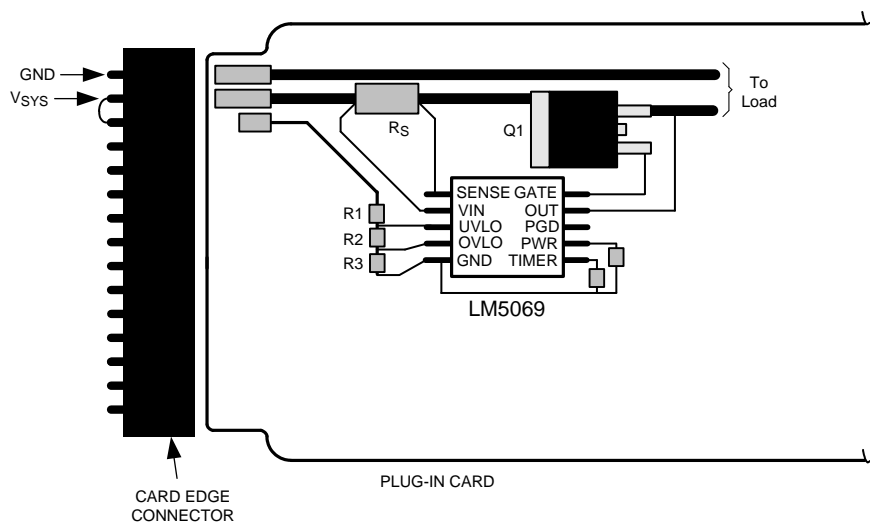 GND
VSYS
To
Load
RS
Q1
SENSE GATE
VIN OUT
UVLO PGD
OVLO PWR
GND TIMER
R1
R2
R3
LM5069
PLUG-IN CARD
CARD EDGE
CONNECTOR